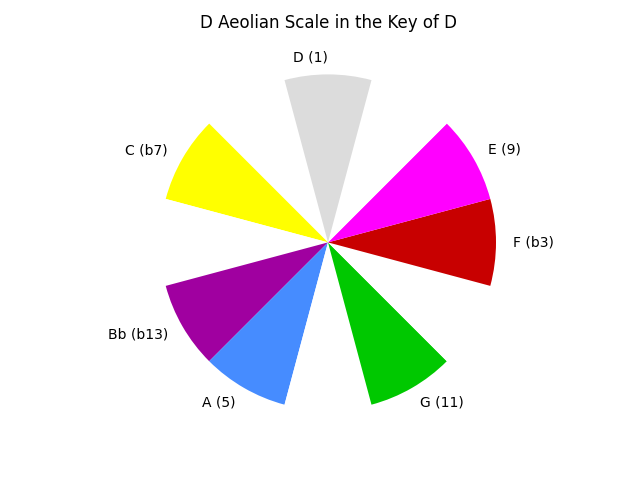 D Aeolian Scale in the Key of D
D (1)
E (9)
F (b3)
G (11)
A (5)
Bb (b13)
C (b7)